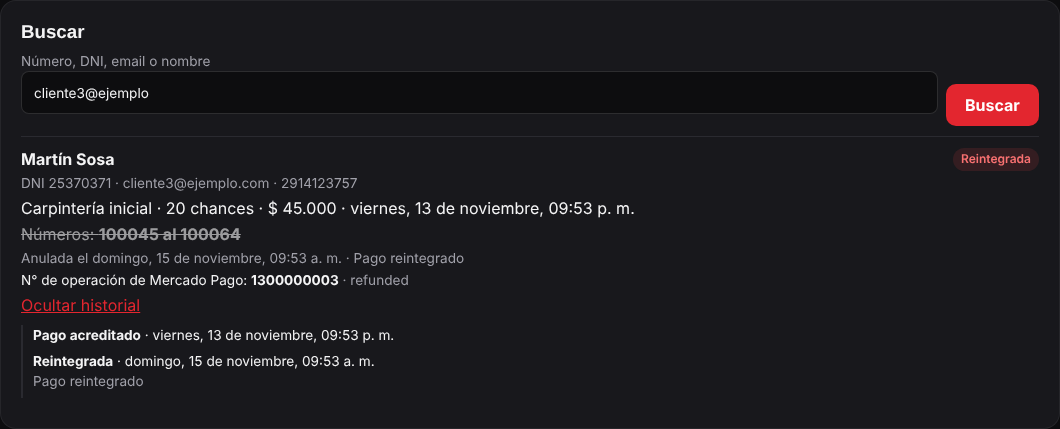 Buscar
Número, DNI, email o nombre
cliente3@ejemplo
Buscar
Martín Sosa
Reintegrada
DNI 25370371 · cliente3@ejemplo.com · 2914123757
Carpintería inicial · 20 chances · $ 45.000 · viernes, 13 de noviembre, 09:53 p. m.
Números: 100045 al 100064
Anulada el domingo, 15 de noviembre, 09:53 a. m. · Pago reintegrado
N° de operación de Mercado Pago: 1300000003 · refunded
Ocultar historial
Pago acreditado · viernes, 13 de noviembre, 09:53 p. m.
Reintegrada · domingo, 15 de noviembre, 09:53 a. m.
Pago reintegrado